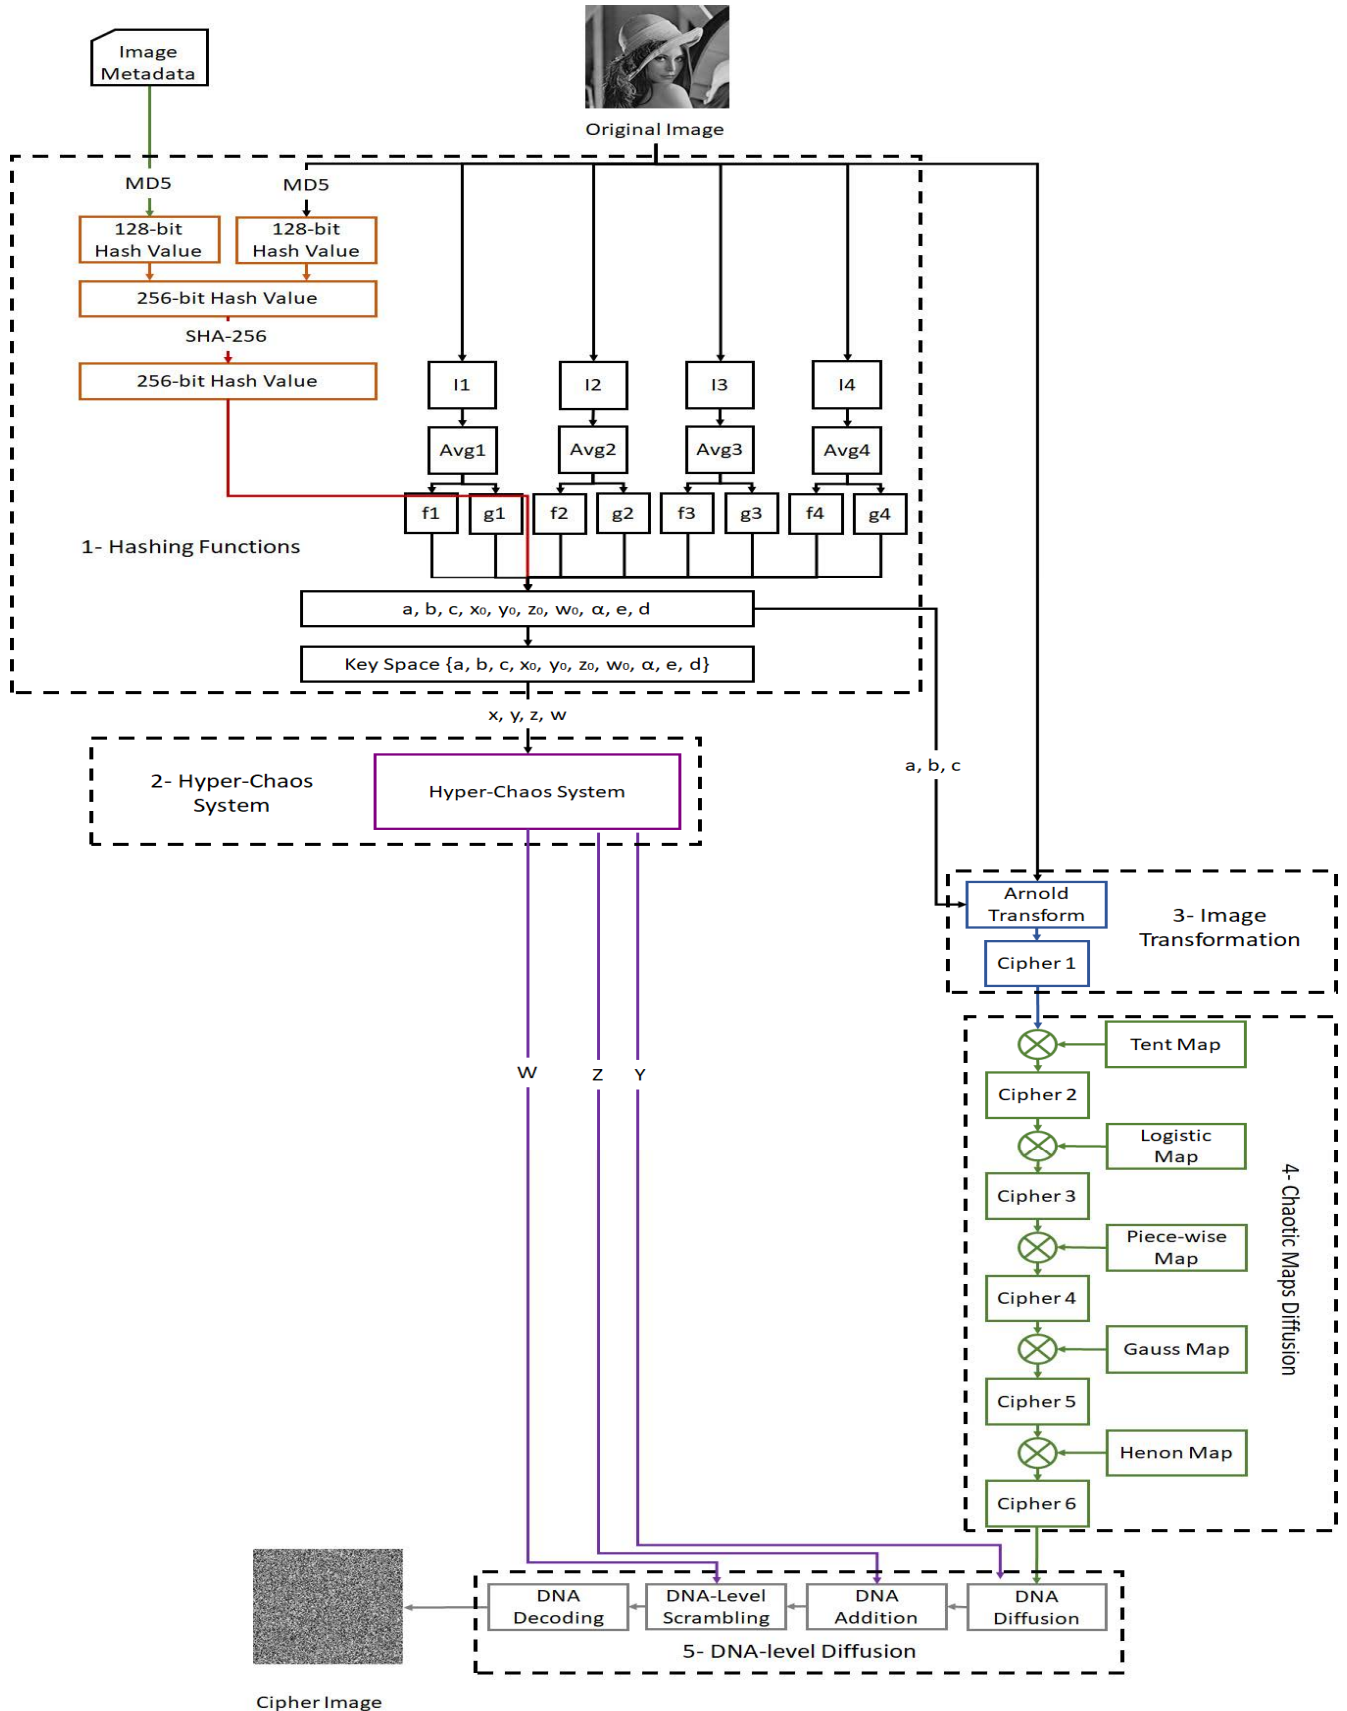 Image
Metadata
Original Image
MD5
MD5
128-bit
Hash Value
128-bit
Hash Value
256-bit Hash Value
SHA-256
256-bit Hash Value
I1
I2
I3
I4
Avg1
Avg2
Avg3
Avg4
f1
g1
f2
g2
f3
g3
f4
g4
1- Hashing Functions
a, b, c, x₀, y₀, z₀, w₀, α, e, d
Key Space {a, b, c, x₀, y₀, z₀, w₀, α, e, d}
x, y, z, w
2- Hyper-Chaos
System
Hyper-Chaos System
a, b, c
Arnold
Transform
3- Image
Transformation
Cipher 1
W
Z
Y
Tent Map
Cipher 2
Logistic
Map
Cipher 3
Piece-wise
Map
Cipher 4
Gauss Map
Cipher 5
Henon Map
Cipher 6
4- Chaotic Maps Diffusion
DNA
Decoding
DNA-Level
Scrambling
DNA
Addition
DNA
Diffusion
5- DNA-level Diffusion
Cipher Image